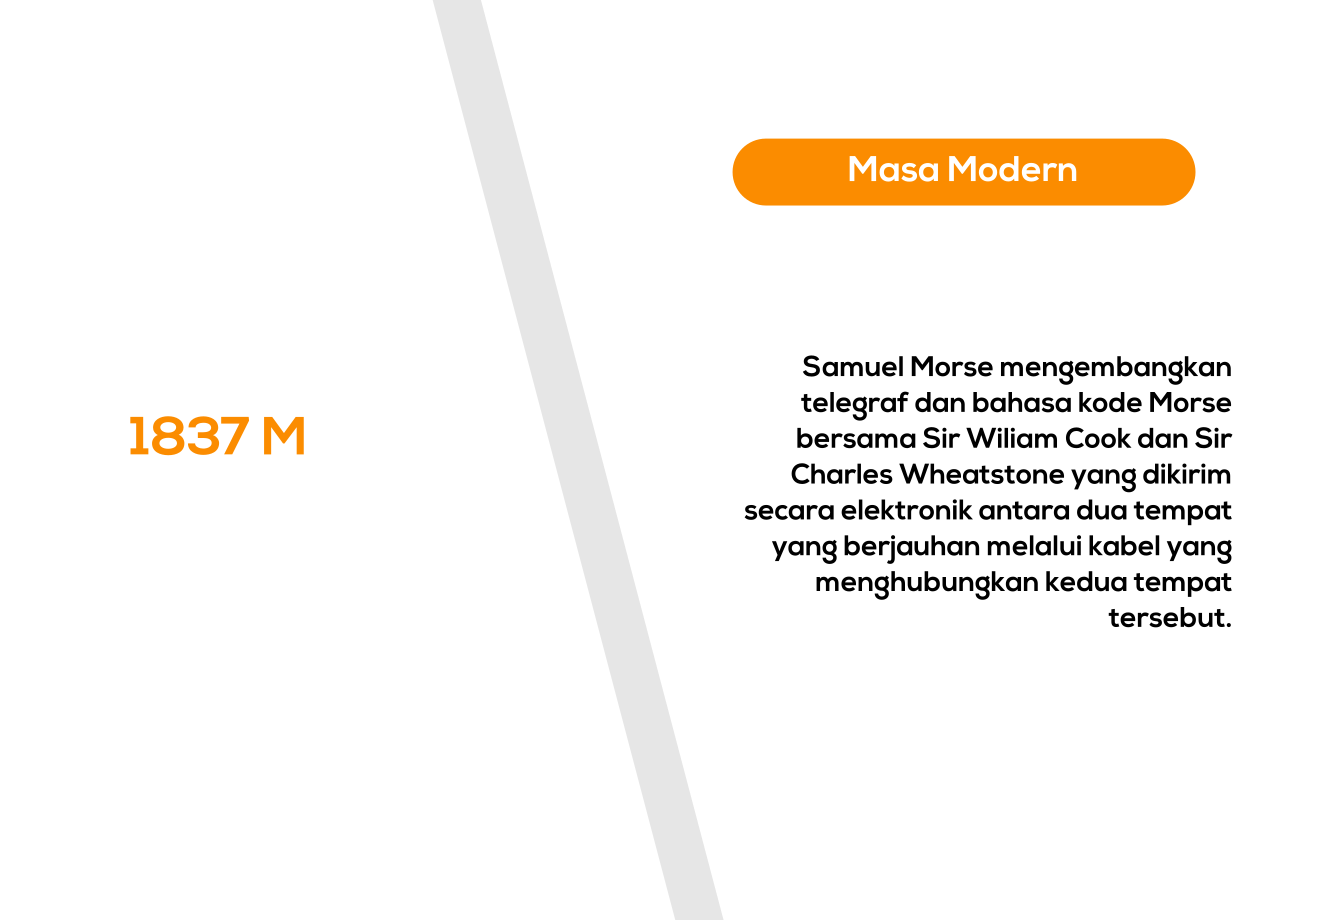 Masa Modern
1837 M
Samuel Morse mengembangkan
telegraf dan bahasa kode Morse
bersama Sir Wiliam Cook dan Sir
Charles Wheatstone yang dikirim
secara elektronik antara dua tempat
yang berjauhan melalui kabel yang
menghubungkan kedua tempat
tersebut.